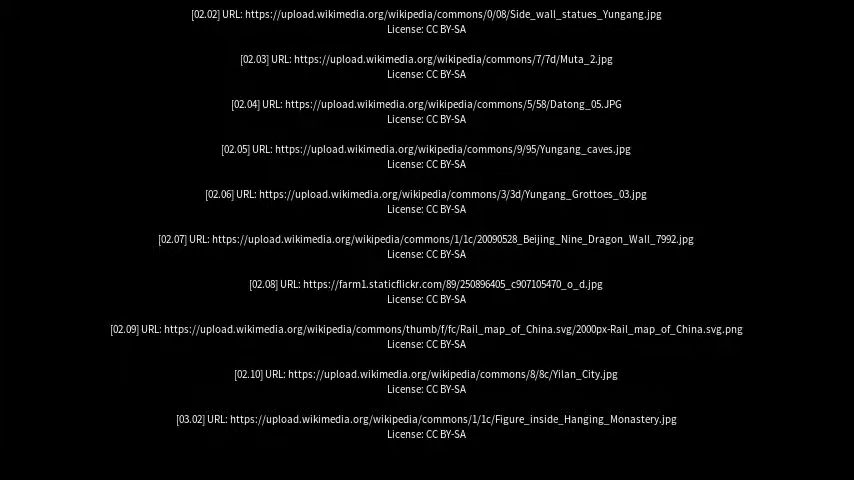 [02.02] URL: https://upload.wikimedia.org/wikipedia/commons/0/08/Side_wall_statues_Yungang.jpg
License: CC BY-SA
[02.03] URL: https://upload.wikimedia.org/wikipedia/commons/7/7d/Muta_2.jpg
License: CC BY-SA
[02.04] URL: https://upload.wikimedia.org/wikipedia/commons/5/58/Datong_05.JPG
License: CC BY-SA
[02.05] URL: https://upload.wikimedia.org/wikipedia/commons/9/95/Yungang_caves.jpg
License: CC BY-SA
[02.06] URL: https://upload.wikimedia.org/wikipedia/commons/3/3d/Yungang_Grottoes_03.jpg
License: CC BY-SA
[02.07] URL: https://upload.wikimedia.org/wikipedia/commons/1/1c/20090528_Beijing_Nine_Dragon_Wall_7992.jpg
License: CC BY-SA
[02.08] URL: https://farm1.staticflickr.com/89/250896405_c907105470_o_d.jpg
License: CC BY-SA
[02.09] URL: https://upload.wikimedia.org/wikipedia/commons/thumb/f/fc/Rail_map_of_China.svg/2000px-Rail_map_of_China.svg.png
License: CC BY-SA
[02.10] URL: https://upload.wikimedia.org/wikipedia/commons/8/8c/Yilan_City.jpg
License: CC BY-SA
[03.02] URL: https://upload.wikimedia.org/wikipedia/commons/1/1c/Figure_inside_Hanging_Monastery.jpg
License: CC BY-SA